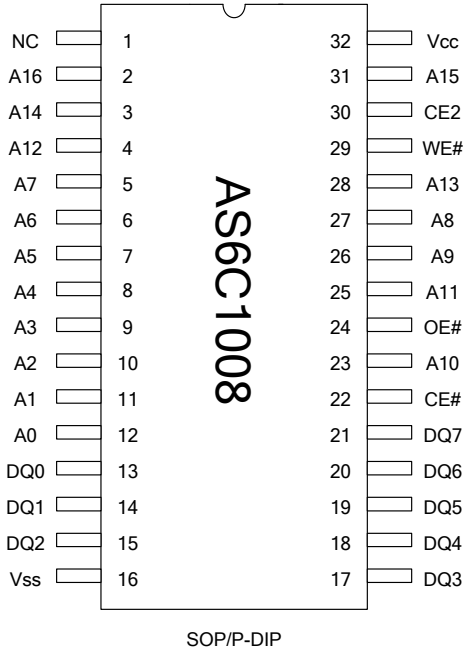 NC 1 32 Vcc
A16 2 31 A15
A14 3 30 CE2
A12 4 29 WE#
A7 5 28 A13
A6 6 27 A8
A5 7 26 A9
A4 8 25 A11
A3 9 24 OE#
A2 10 23 A10
A1 11 22 CE#
A0 12 21 DQ7
DQ0 13 20 DQ6
DQ1 14 19 DQ5
DQ2 15 18 DQ4
Vss 16 17 DQ3
AS6C1008
SOP/P-DIP